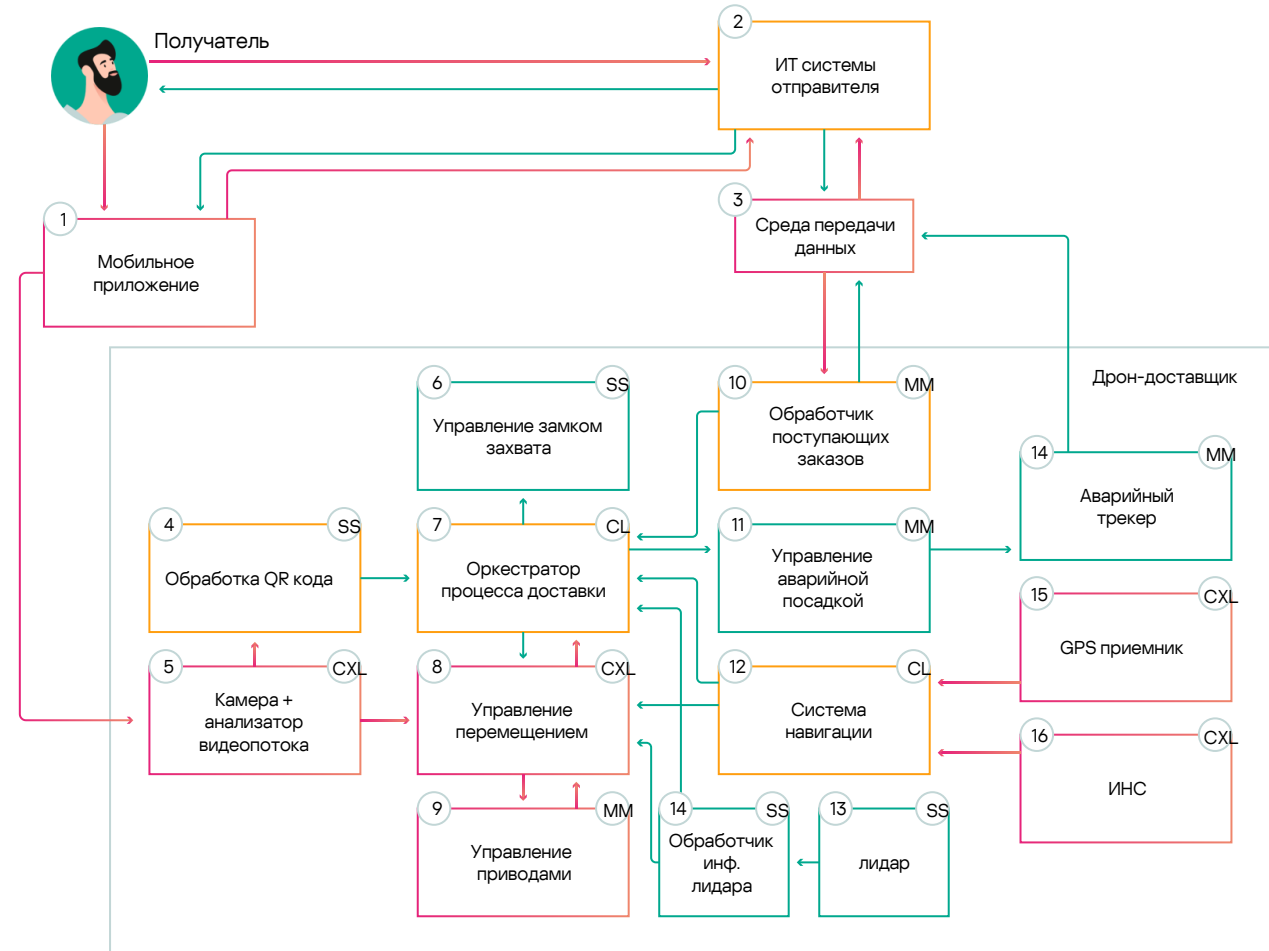 Получатель
2
ИТ системы
отправителя
3
Среда передачи
данных
1
Мобильное
приложение
Дрон-доставщик
6
SS
Управление замком
захвата
10
MM
Обработчик
поступающих
заказов
14
MM
Аварийный
трекер
4
SS
Обработка QR кода
7
CL
Оркестратор
процесса доставки
11
MM
Управление
аварийной
посадкой
15
CXL
GPS приемник
5
CXL
Камера +
анализатор
видеопотока
8
CXL
Управление
перемещением
12
CL
Система
навигации
16
CXL
ИНС
9
MM
Управление
приводами
14
SS
Обработчик
инф.
лидара
13
SS
лидар